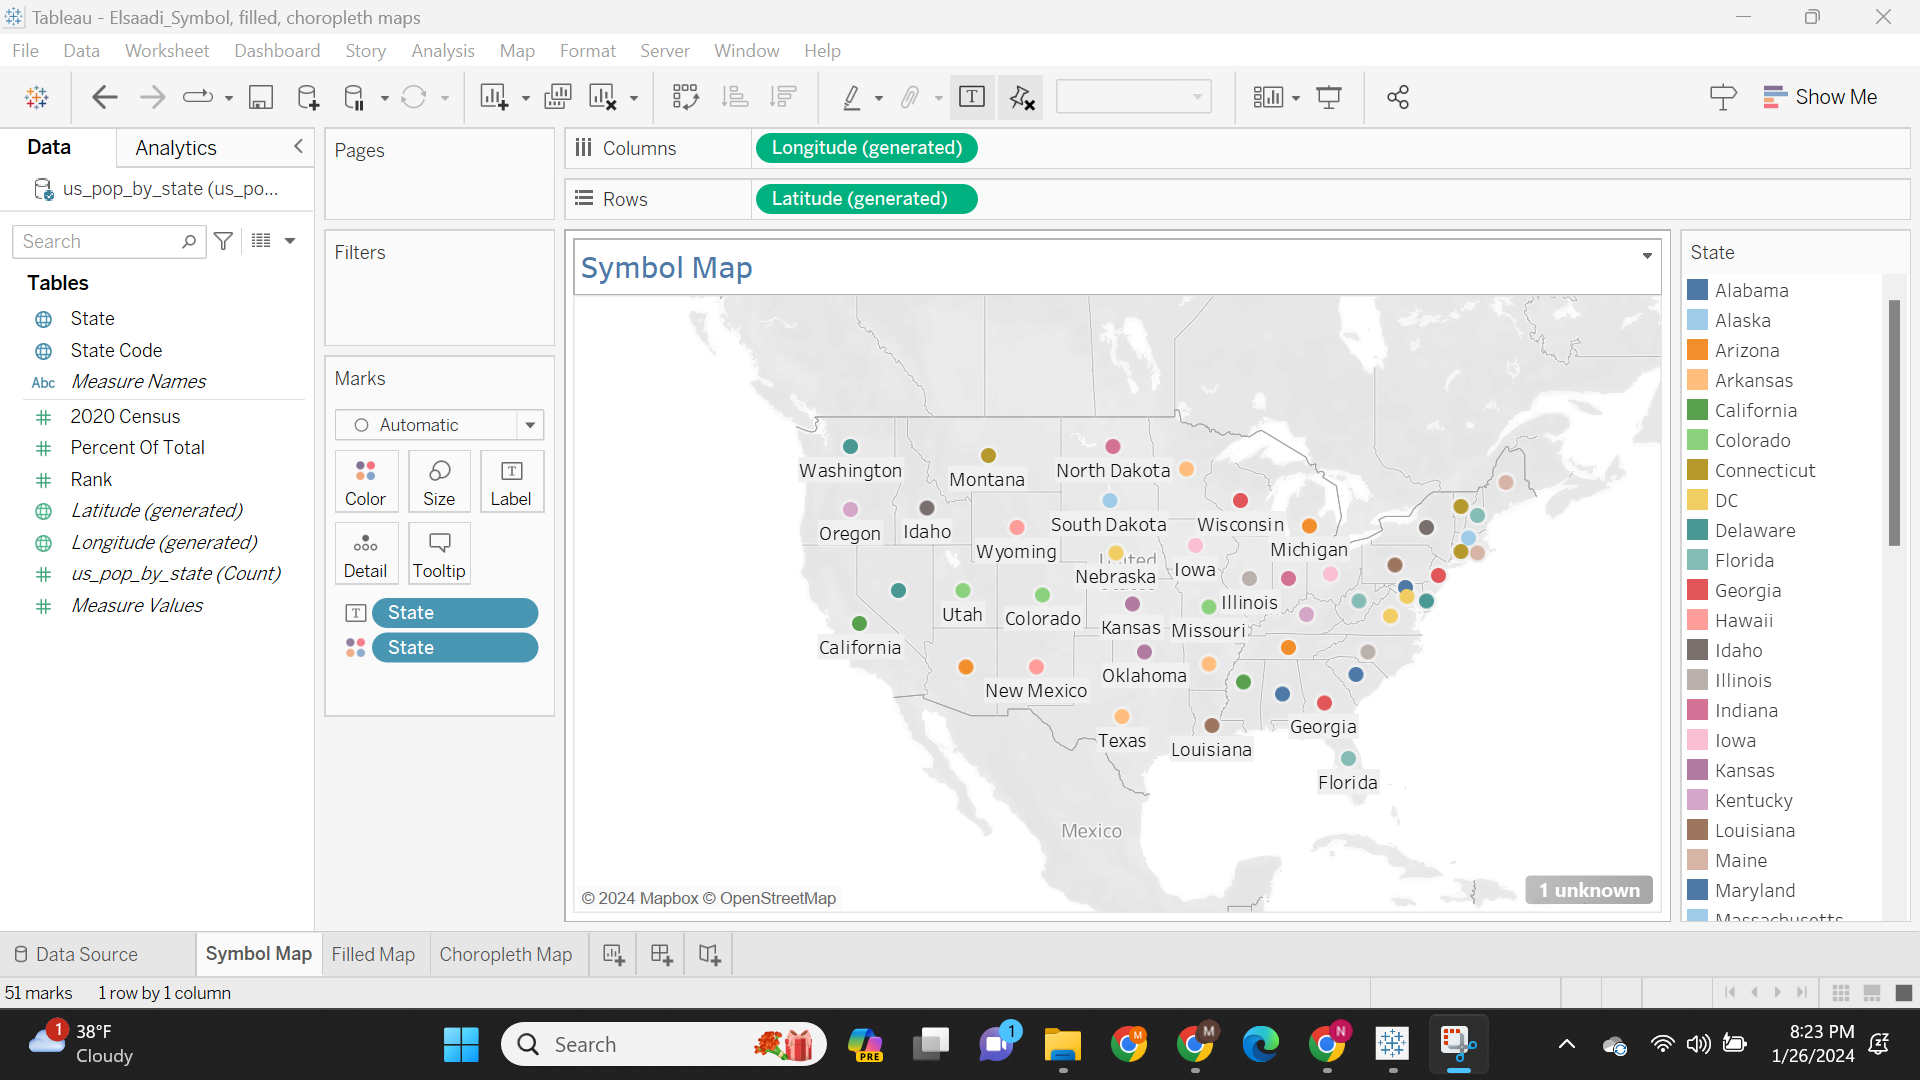 Tableau - Elsaadi_Symbol, filled, choropleth maps
File Data Worksheet Dashboard Story Analysis Map Format Server Window Help
Show Me
Data Analytics
us_pop_by_state (us_po...
Search
Tables
State
State Code
Abc Measure Names
2020 Census
Percent Of Total
Rank
Latitude (generated)
Longitude (generated)
us_pop_by_state (Count)
Measure Values
Pages
Filters
Marks
Automatic
Color Size Label
Detail Tooltip
State
State
Columns Longitude (generated)
Rows Latitude (generated)
Symbol Map
Washington
Montana
North Dakota
Oregon
Idaho
South Dakota
Wisconsin
Wyoming
Michigan
United
Nebraska
Iowa
Utah
Colorado
Illinois
Kansas
Missouri
California
Oklahoma
New Mexico
Texas
Louisiana
Georgia
Florida
Mexico
© 2024 Mapbox © OpenStreetMap
1 unknown
State
Alabama
Alaska
Arizona
Arkansas
California
Colorado
Connecticut
DC
Delaware
Florida
Georgia
Hawaii
Idaho
Illinois
Indiana
Iowa
Kansas
Kentucky
Louisiana
Maine
Maryland
Massachusetts
Data Source Symbol Map Filled Map Choropleth Map
51 marks 1 row by 1 column
1
38°F
Cloudy
Search
PRE
1
M
M
N
8:23 PM
1/26/2024